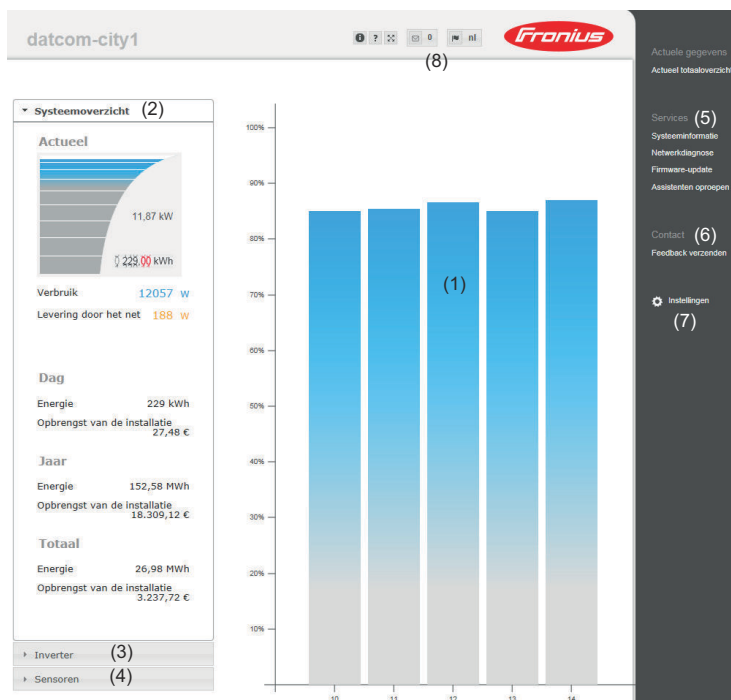 datcom-city1
i ? 0 nl
Fronius
(8)
Systeemoverzicht (2)
Actueel
11,87 kW
0 229.00 kWh
Verbruik 12057 W
Levering door het net 188 W
Dag
Energie 229 kWh
Opbrengst van de installatie
27,48 €
Jaar
Energie 152,58 MWh
Opbrengst van de installatie
18.309,12 €
Totaal
Energie 26,98 MWh
Opbrengst van de installatie
3.237,72 €
Inverter (3)
Sensoren (4)
100%
90%
80%
70%
60%
50%
40%
30%
20%
10%
(1)
10 11 12 13 14
Actuele gegevens
Actueel totaaloverzicht
Services (5)
Systeeminformatie
Netwerkdiagnose
Firmware-update
Assistenten oproepen
Contact (6)
Feedback verzenden
Instellingen
(7)